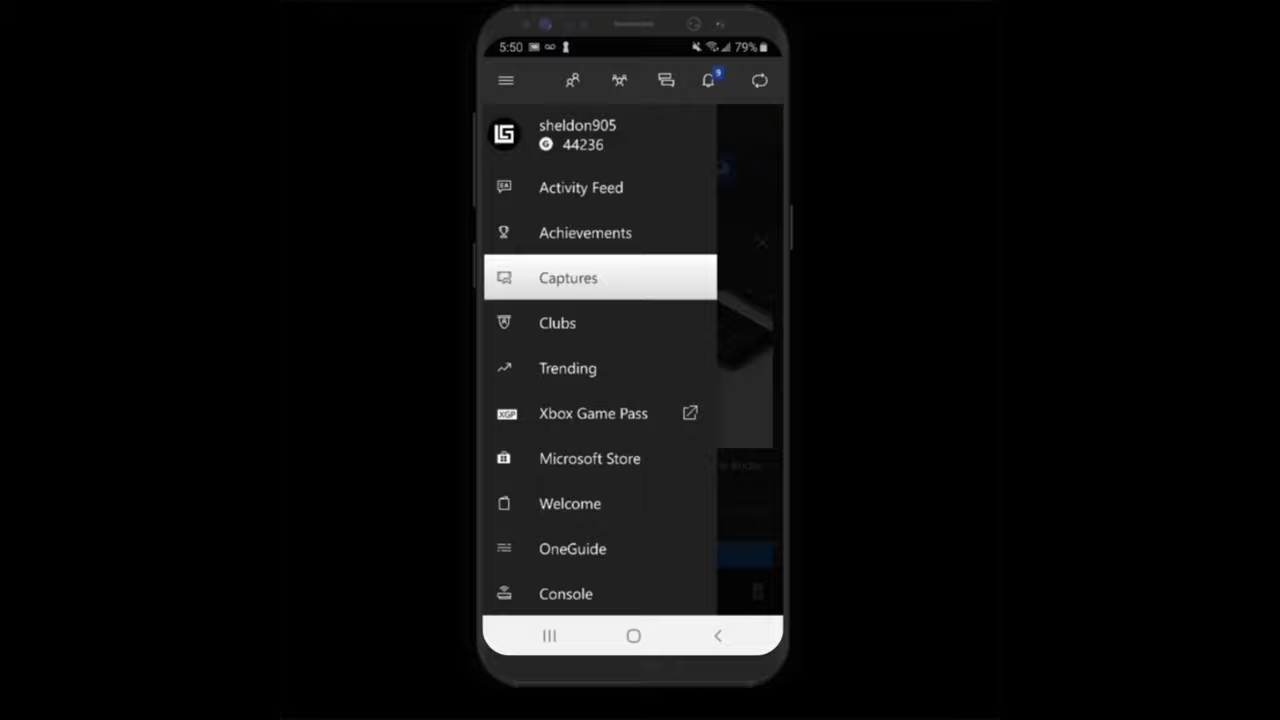 5:50 79%
9
sheldon905
G 44236
Activity Feed
Achievements
Captures
Clubs
Trending
XGP Xbox Game Pass
Microsoft Store
Welcome
OneGuide
Console